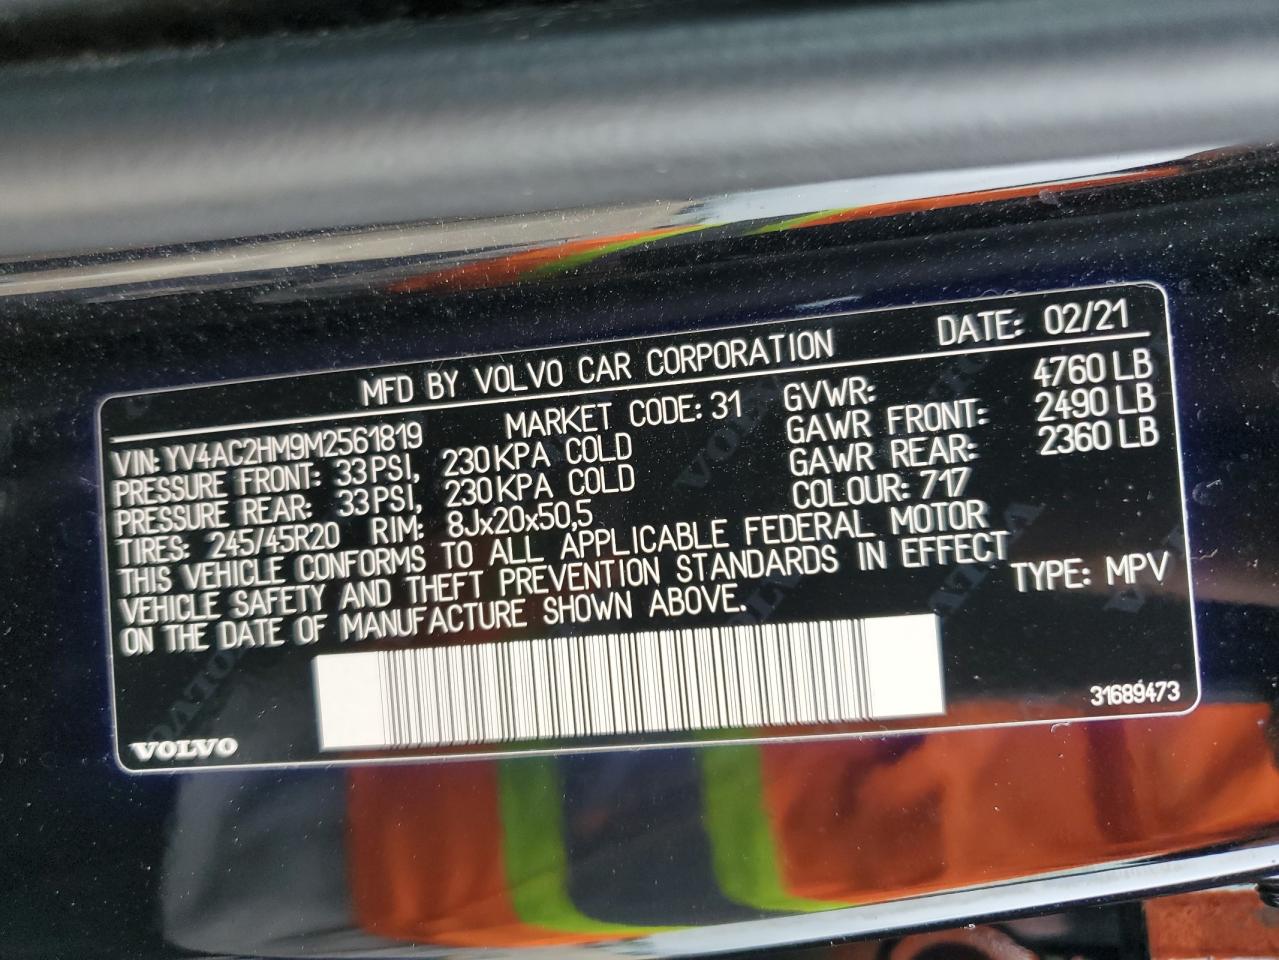 MFD BY VOLVO CAR CORPORATION DATE: 02/21
VIN: YV4AC2HM9M2561819 MARKET CODE: 31 GVWR: 4760 LB
PRESSURE FRONT: 33 PSI, 230 KPA COLD GAWR FRONT: 2490 LB
PRESSURE REAR: 33 PSI, 230 KPA COLD GAWR REAR: 2360 LB
TIRES: 245/45R20 RIM: 8Jx20x50,5 COLOUR: 717
THIS VEHICLE CONFORMS TO ALL APPLICABLE FEDERAL MOTOR
VEHICLE SAFETY AND THEFT PREVENTION STANDARDS IN EFFECT
ON THE DATE OF MANUFACTURE SHOWN ABOVE. TYPE: MPV
31689473
VOLVO